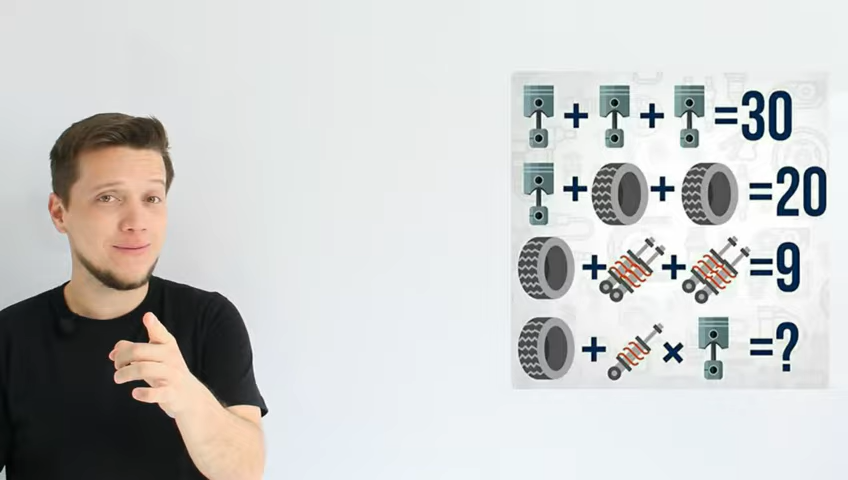 + + =30
+ + =20
+ + =9
+ × =?